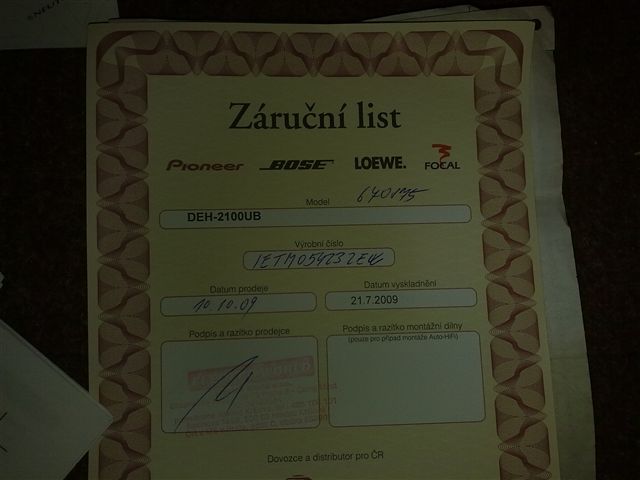 Záruční list
PIONEER BOSE LOEWE. FOCAL
Model
DEH-2100UB
Výrobní číslo
Datum prodeje Datum vyskladnění
10.10.09 21.7.2009
Podpis a razítko prodejce Podpis a razítko montážní dílny
(pouze pro případ montáže Auto-HiFi)
Dovozce a distributor pro ČR